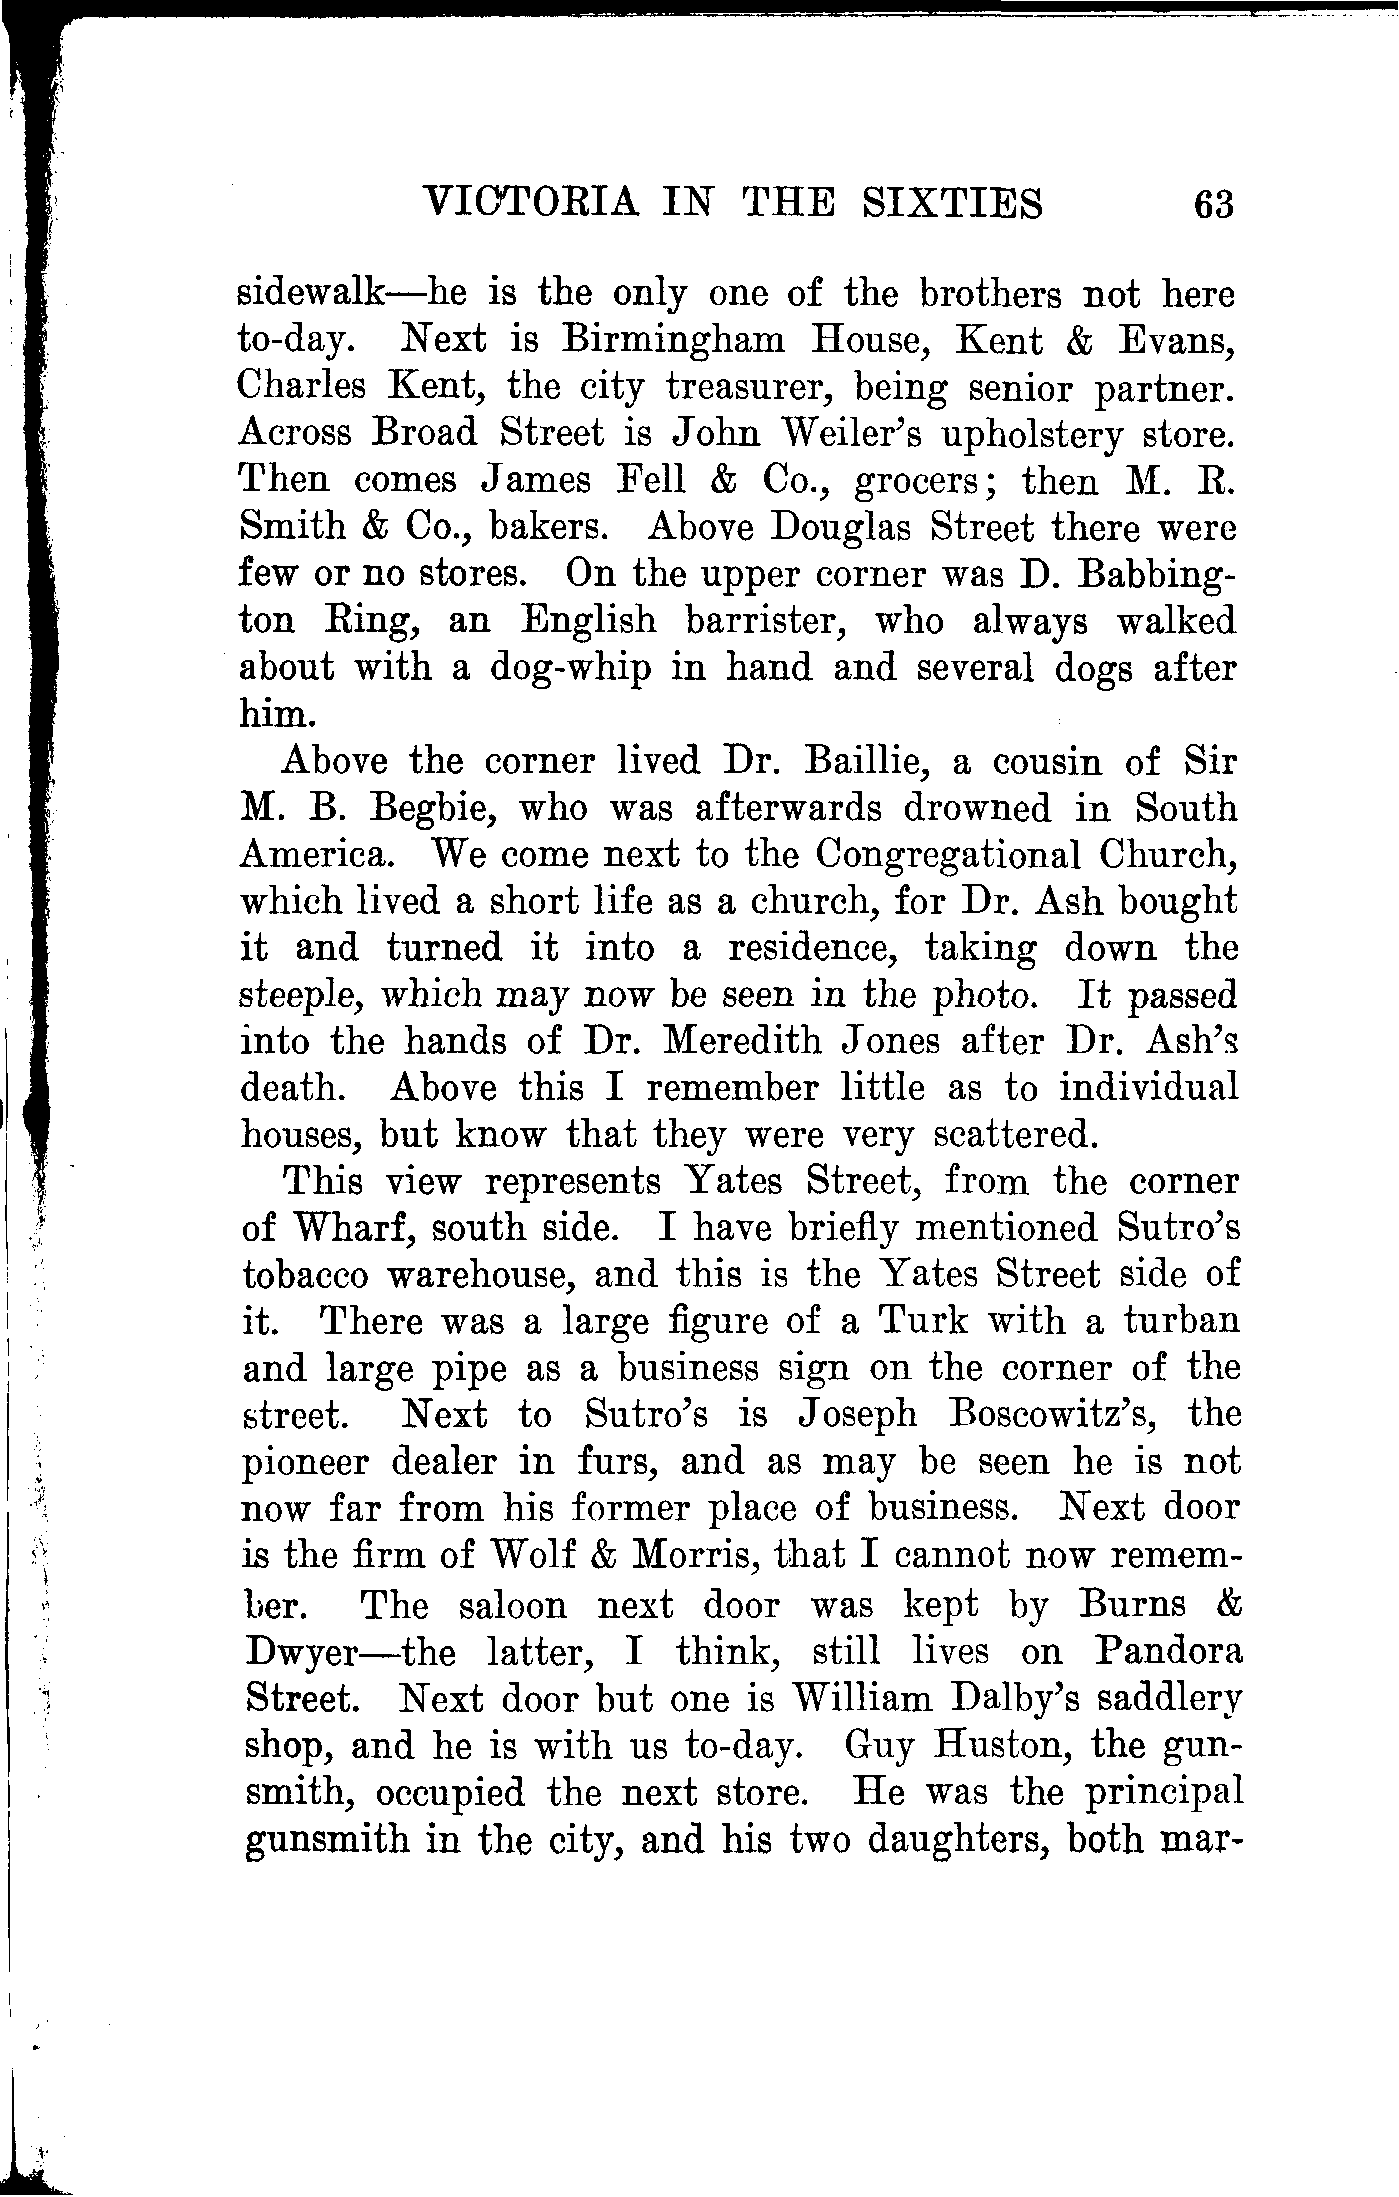 VICTORIA IN THE SIXTIES 63
sidewalk—he is the only one of the brothers not here
to-day. Next is Birmingham House, Kent & Evans,
Charles Kent, the city treasurer, being senior partner.
Across Broad Street is John Weiler's upholstery store.
Then comes James Fell & Co., grocers; then M. R.
Smith & Co., bakers. Above Douglas Street there were
few or no stores. On the upper corner was D. Babbing-
ton Ring, an English barrister, who always walked
about with a dog-whip in hand and several dogs after
him.
Above the corner lived Dr. Baillie, a cousin of Sir
M. B. Begbie, who was afterwards drowned in South
America. We come next to the Congregational Church,
which lived a short life as a church, for Dr. Ash bought
it and turned it into a residence, taking down the
steeple, which may now be seen in the photo. It passed
into the hands of Dr. Meredith Jones after Dr. Ash's
death. Above this I remember little as to individual
houses, but know that they were very scattered.
This view represents Yates Street, from the corner
of Wharf, south side. I have briefly mentioned Sutro's
tobacco warehouse, and this is the Yates Street side of
it. There was a large figure of a Turk with a turban
and large pipe as a business sign on the corner of the
street. Next to Sutro's is Joseph Boscowitz's, the
pioneer dealer in furs, and as may be seen he is not
now far from his former place of business. Next door
is the firm of Wolf & Morris, that I cannot now remem-
ber. The saloon next door was kept by Burns &
Dwyer—the latter, I think, still lives on Pandora
Street. Next door but one is William Dalby's saddlery
shop, and he is with us to-day. Guy Huston, the gun-
smith, occupied the next store. He was the principal
gunsmith in the city, and his two daughters, both mar-